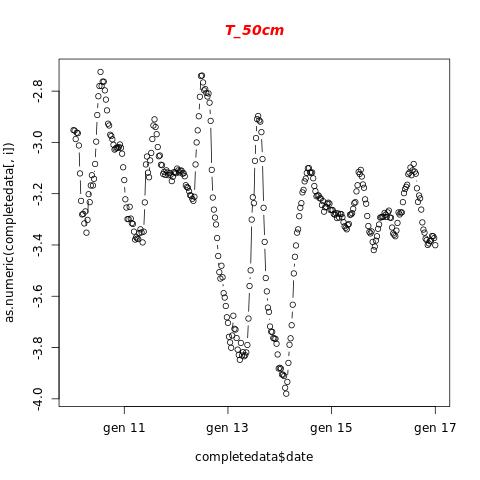 T_50cm
as.numeric(completedata[, i])
-2.8
-3.0
-3.2
-3.4
-3.6
-3.8
-4.0
gen 11
gen 13
gen 15
gen 17
completedata$date